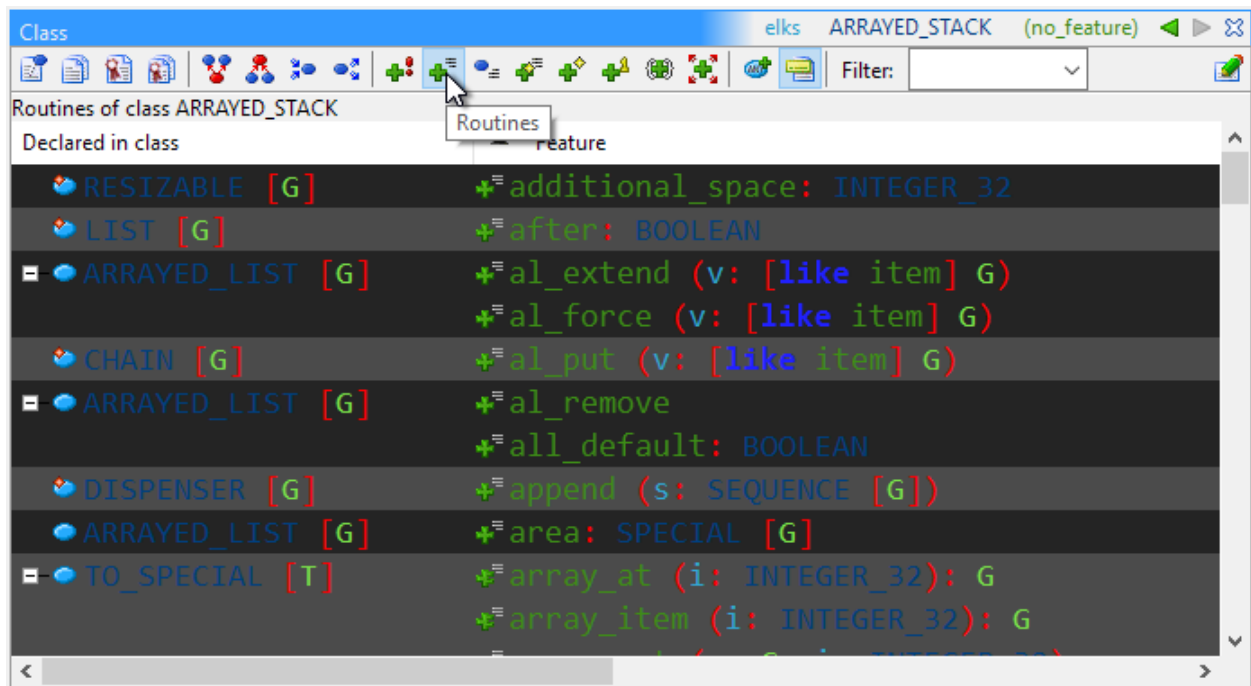 Class elks ARRAYED_STACK (no_feature)
Filter:
Routines of class ARRAYED_STACK
Routines
Declared in class Feature
RESIZABLE [G] additional_space: INTEGER_32
LIST [G] after: BOOLEAN
ARRAYED_LIST [G] al_extend (v: [like item] G)
al_force (v: [like item] G)
CHAIN [G] al_put (v: [like item] G)
ARRAYED_LIST [G] al_remove
all_default: BOOLEAN
DISPENSER [G] append (s: SEQUENCE [G])
ARRAYED_LIST [G] area: SPECIAL [G]
TO_SPECIAL [T] array_at (i: INTEGER_32): G
array_item (i: INTEGER_32): G